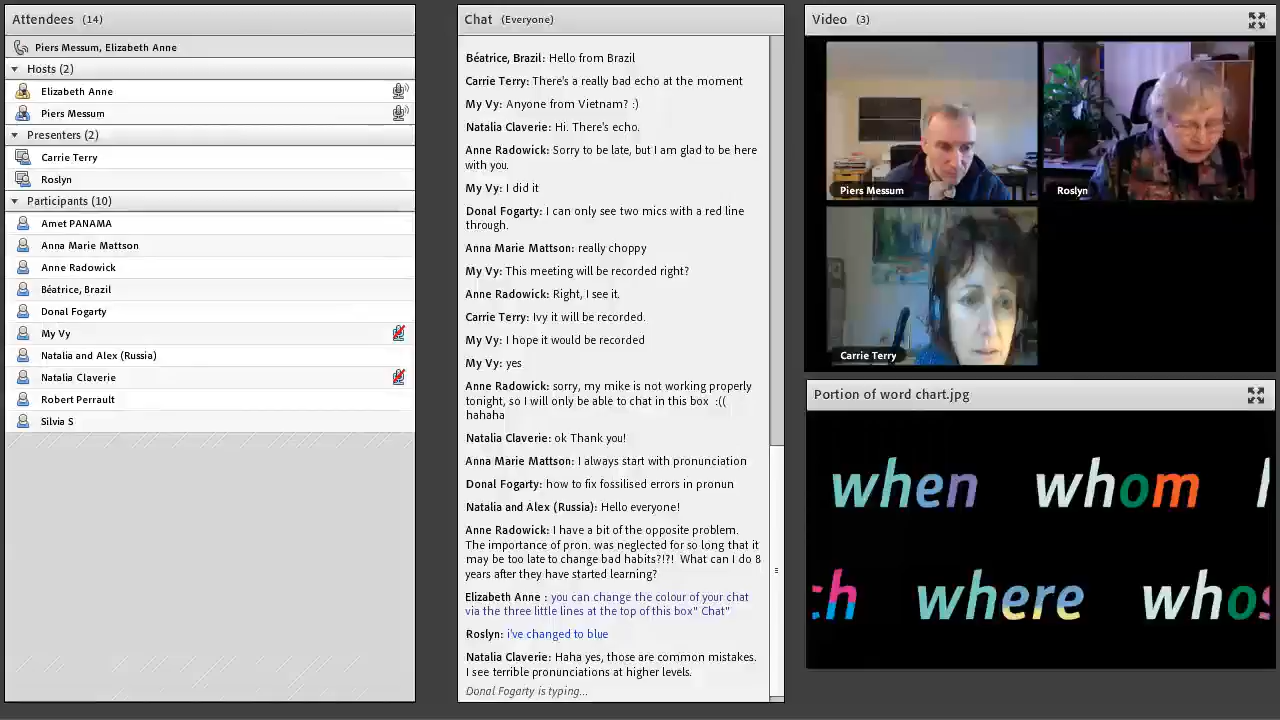 Attendees (14)
Piers Messum, Elizabeth Anne
Hosts (2)
Elizabeth Anne
Piers Messum
Presenters (2)
Carrie Terry
Roslyn
Participants (10)
Amet PANAMA
Anna Marie Mattson
Anne Radowick
Béatrice, Brazil
Donal Fogarty
My Vy
Natalia and Alex (Russia)
Natalia Claverie
Robert Perrault
Silvia S
Chat (Everyone)
Béatrice, Brazil: Hello from Brazil
Carrie Terry: There's a really bad echo at the moment
My Vy: Anyone from Vietnam? :)
Natalia Claverie: Hi. There's echo.
Anne Radowick: Sorry to be late, but I am glad to be here
with you.
My Vy: I did it
Donal Fogarty: I can only see two mics with a red line
through.
Anna Marie Mattson: really choppy
My Vy: This meeting will be recorded right?
Anne Radowick: Right, I see it.
Carrie Terry: Ivy it will be recorded.
My Vy: I hope it would be recorded
My Vy: yes
Anne Radowick: sorry, my mike is not working properly
tonight, so I will only be able to chat in this box :((
hahaha
Natalia Claverie: ok Thank you!
Anna Marie Mattson: I always start with pronunciation
Donal Fogarty: how to fix fossilised errors in pronun
Natalia and Alex (Russia): Hello everyone!
Anne Radowick: I have a bit of the opposite problem.
The importance of pron. was neglected for so long that it
may be too late to change bad habits?!?! What can I do 8
years after they have started learning?
Elizabeth Anne : you can change the colour of your chat
via the three little lines at the top of this box" Chat"
Roslyn: i've changed to blue
Natalia Claverie: Haha yes, those are common mistakes.
I see terrible pronunciations at higher levels.
Donal Fogarty is typing...
Video (3)
Piers Messum
Roslyn
Carrie Terry
Portion of word chart.jpg
when whom
ch where whos